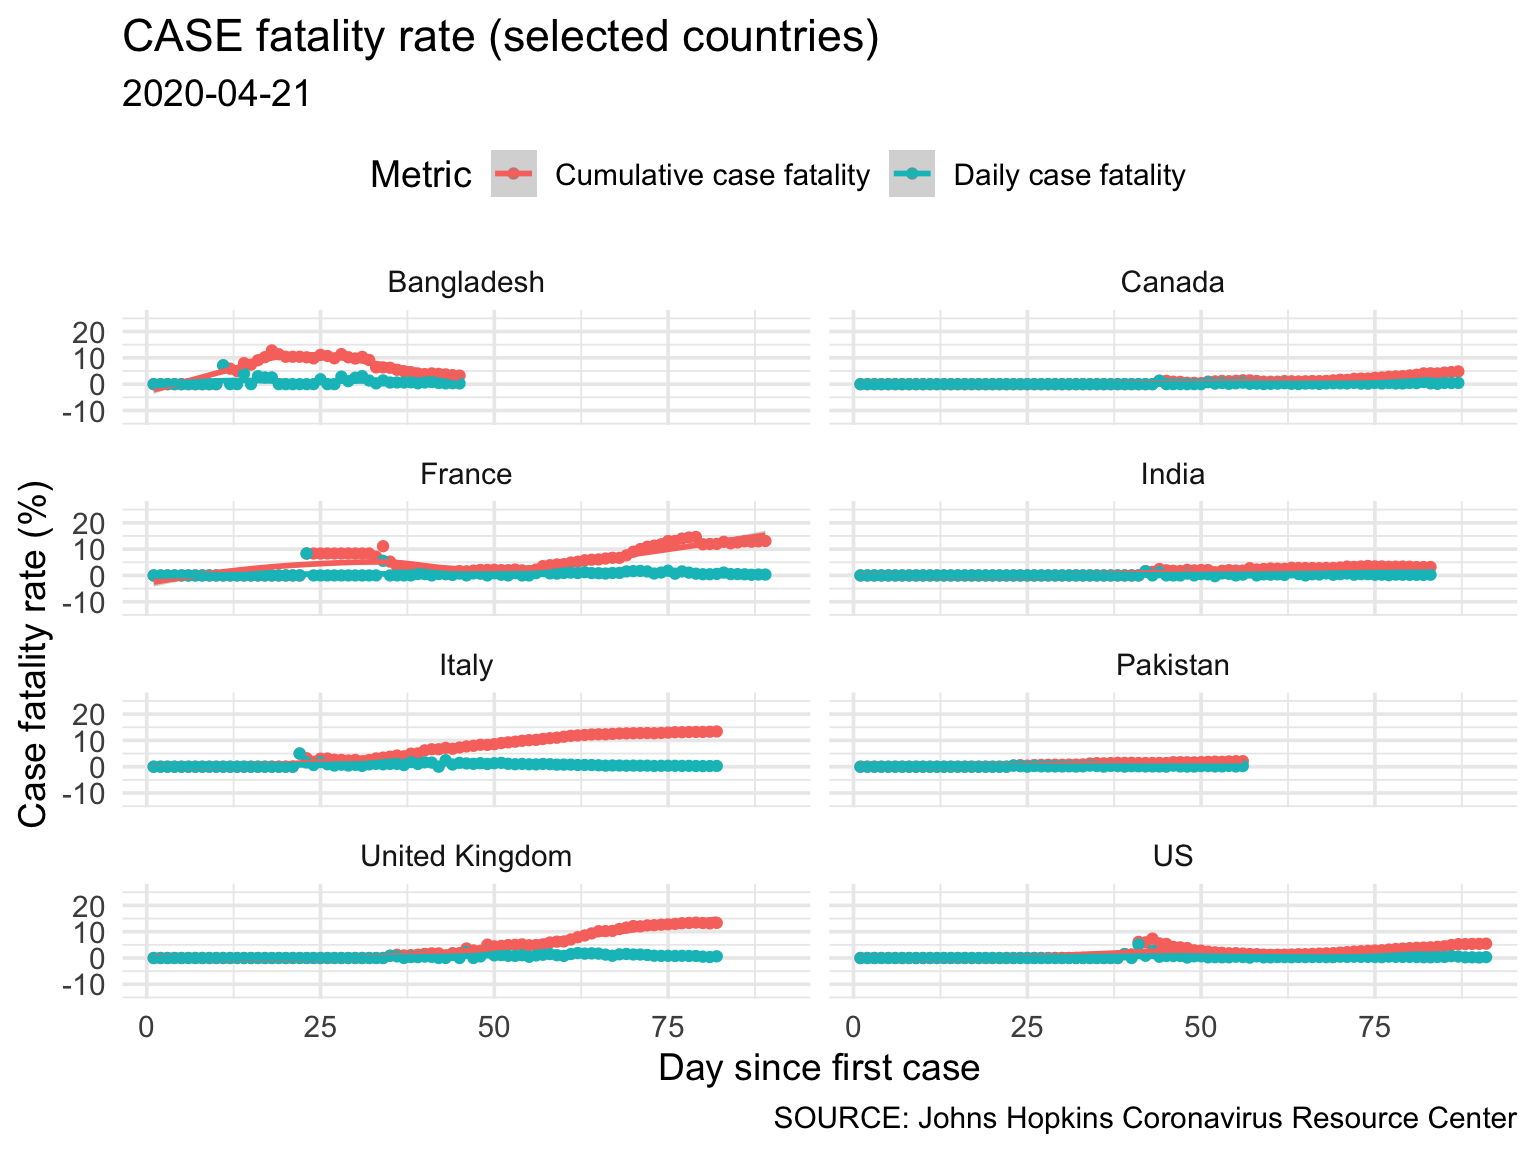 CASE fatality rate (selected countries)
2020-04-21
Metric Cumulative case fatality Daily case fatality
Bangladesh Canada
20
10
0
-10
France India
20
10
0
-10
Italy Pakistan
20
10
0
-10
United Kingdom US
20
10
0
-10
Case fatality rate (%)
0 25 50 75 0 25 50 75
Day since first case
SOURCE: Johns Hopkins Coronavirus Resource Center